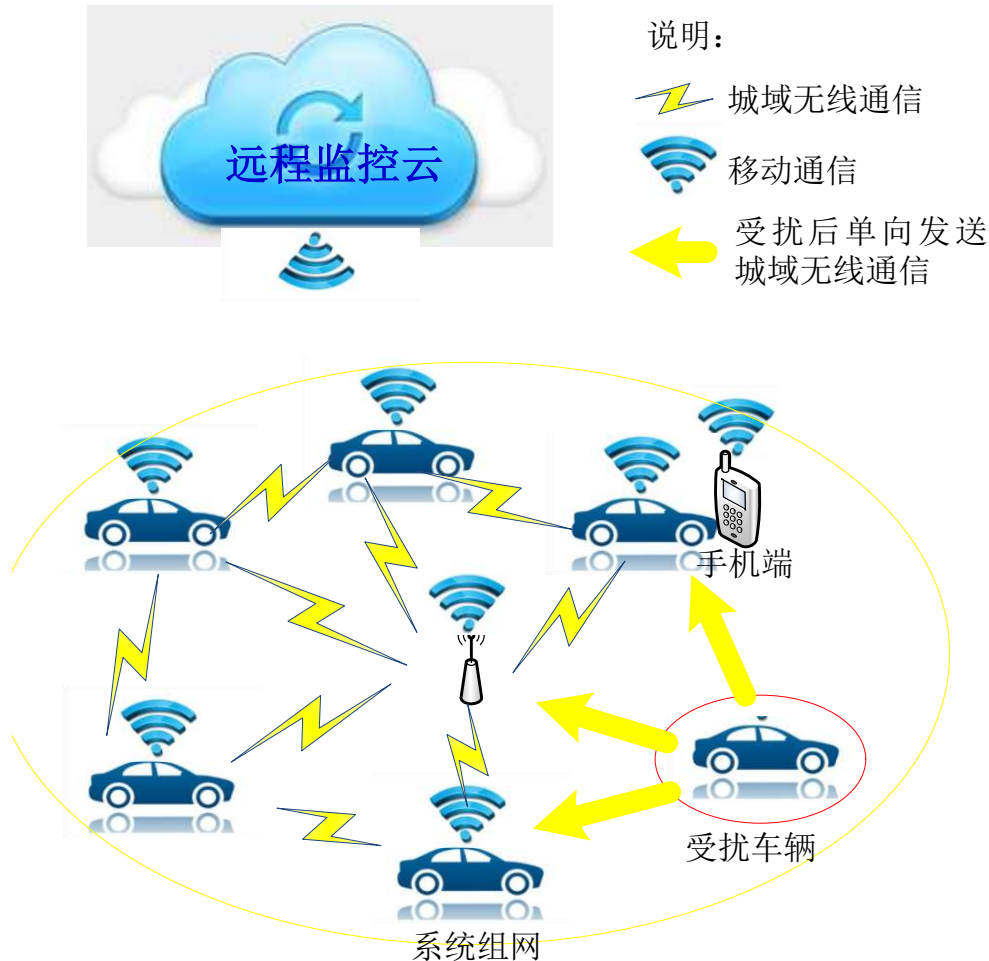 说明：
城域无线通信
远程监控云
移动通信
受扰后单向发送
城域无线通信
手机端
受扰车辆
系统组网